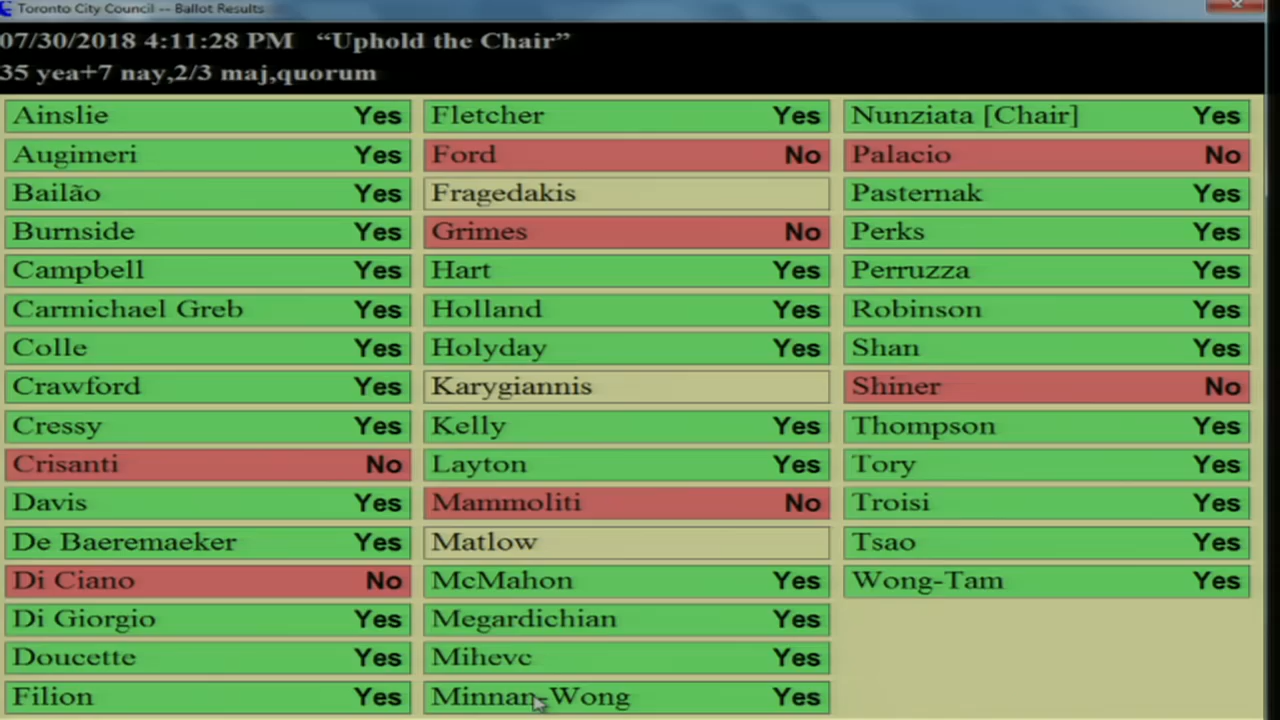 Toronto City Council -- Ballot Results
07/30/2018 4:11:28 PM “Uphold the Chair”
35 yea+7 nay,2/3 maj,quorum
Ainslie Yes
Augimeri Yes
Bailão Yes
Burnside Yes
Campbell Yes
Carmichael Greb Yes
Colle Yes
Crawford Yes
Cressy Yes
Crisanti No
Davis Yes
De Baeremaeker Yes
Di Ciano No
Di Giorgio Yes
Doucette Yes
Filion Yes
Fletcher Yes
Ford No
Fragedakis
Grimes No
Hart Yes
Holland Yes
Holyday Yes
Karygiannis
Kelly Yes
Layton Yes
Mammoliti No
Matlow
McMahon Yes
Megardichian Yes
Mihevc Yes
Minnan-Wong Yes
Nunziata [Chair] Yes
Palacio No
Pasternak Yes
Perks Yes
Perruzza Yes
Robinson Yes
Shan Yes
Shiner No
Thompson Yes
Tory Yes
Troisi Yes
Tsao Yes
Wong-Tam Yes